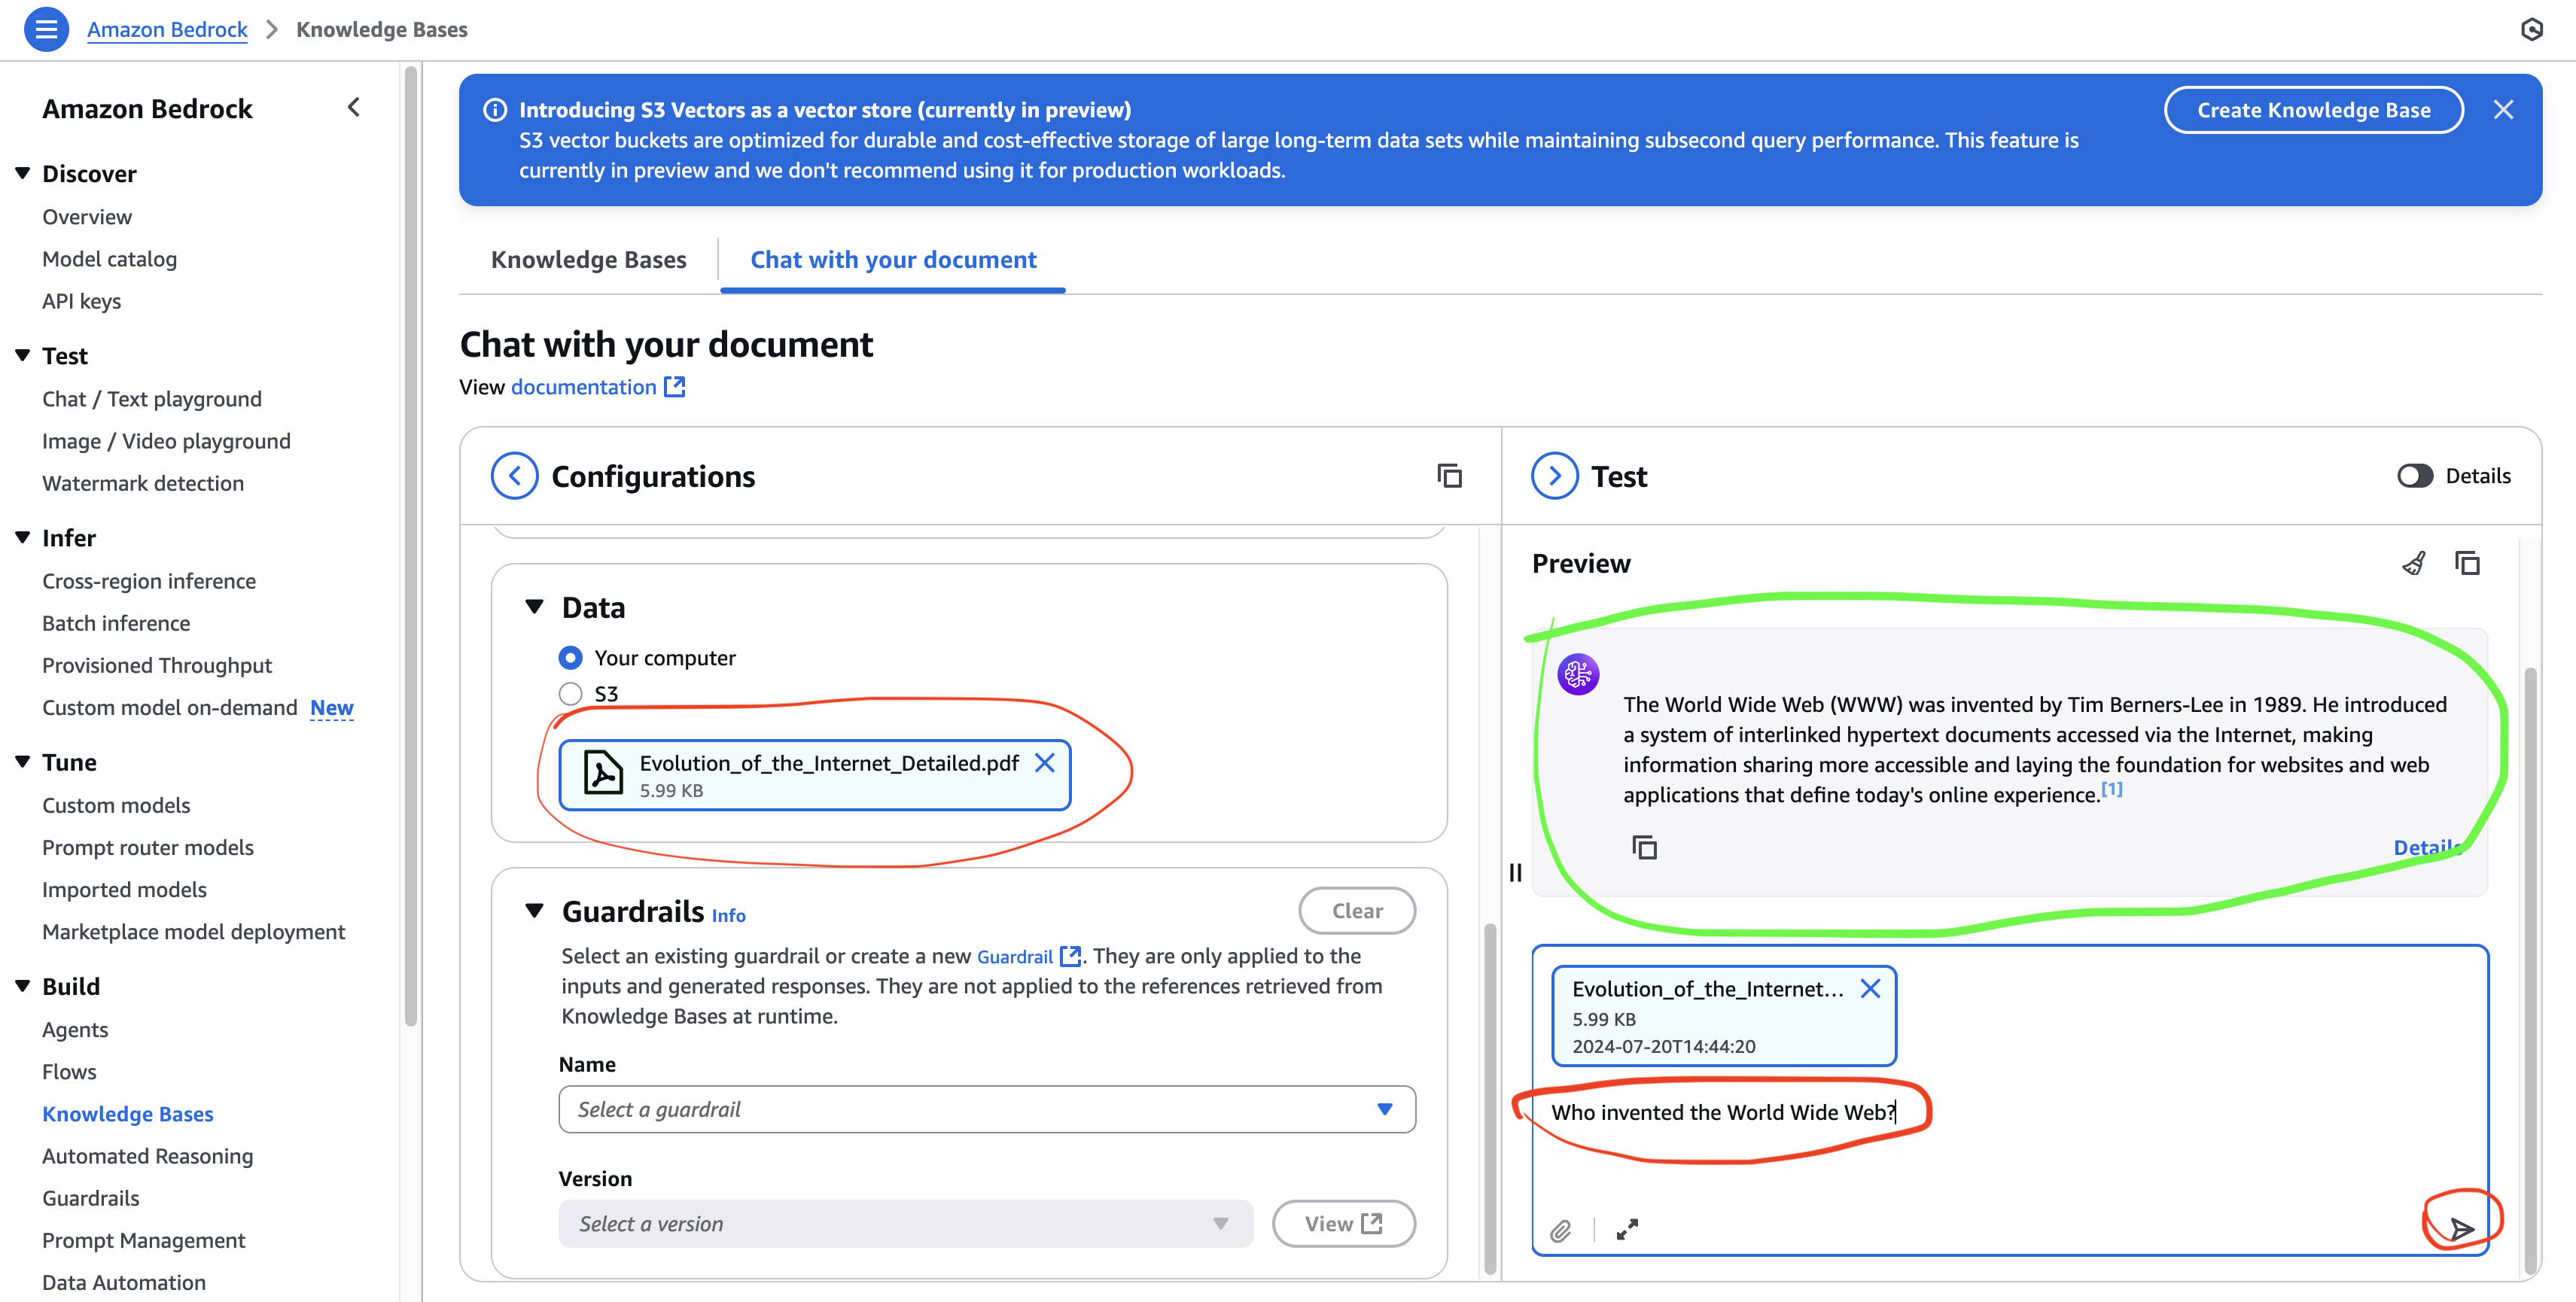 Amazon Bedrock > Knowledge Bases
Amazon Bedrock
Discover
Overview
Model catalog
API keys
Test
Chat / Text playground
Image / Video playground
Watermark detection
Infer
Cross-region inference
Batch inference
Provisioned Throughput
Custom model on-demand New
Tune
Custom models
Prompt router models
Imported models
Marketplace model deployment
Build
Agents
Flows
Knowledge Bases
Automated Reasoning
Guardrails
Prompt Management
Data Automation
Introducing S3 Vectors as a vector store (currently in preview)
S3 vector buckets are optimized for durable and cost-effective storage of large long-term data sets while maintaining subsecond query performance. This feature is
currently in preview and we don't recommend using it for production workloads.
Create Knowledge Base
Knowledge Bases
Chat with your document
Chat with your document
View documentation
Configurations
Data
Your computer
S3
Evolution_of_the_Internet_Detailed.pdf
5.99 KB
Guardrails Info
Clear
Select an existing guardrail or create a new Guardrail. They are only applied to the
inputs and generated responses. They are not applied to the references retrieved from
Knowledge Bases at runtime.
Name
Select a guardrail
Version
Select a version
View
Test
Details
Preview
The World Wide Web (WWW) was invented by Tim Berners-Lee in 1989. He introduced
a system of interlinked hypertext documents accessed via the Internet, making
information sharing more accessible and laying the foundation for websites and web
applications that define today's online experience.[1]
Details
Evolution_of_the_Internet...
5.99 KB
2024-07-20T14:44:20
Who invented the World Wide Web?